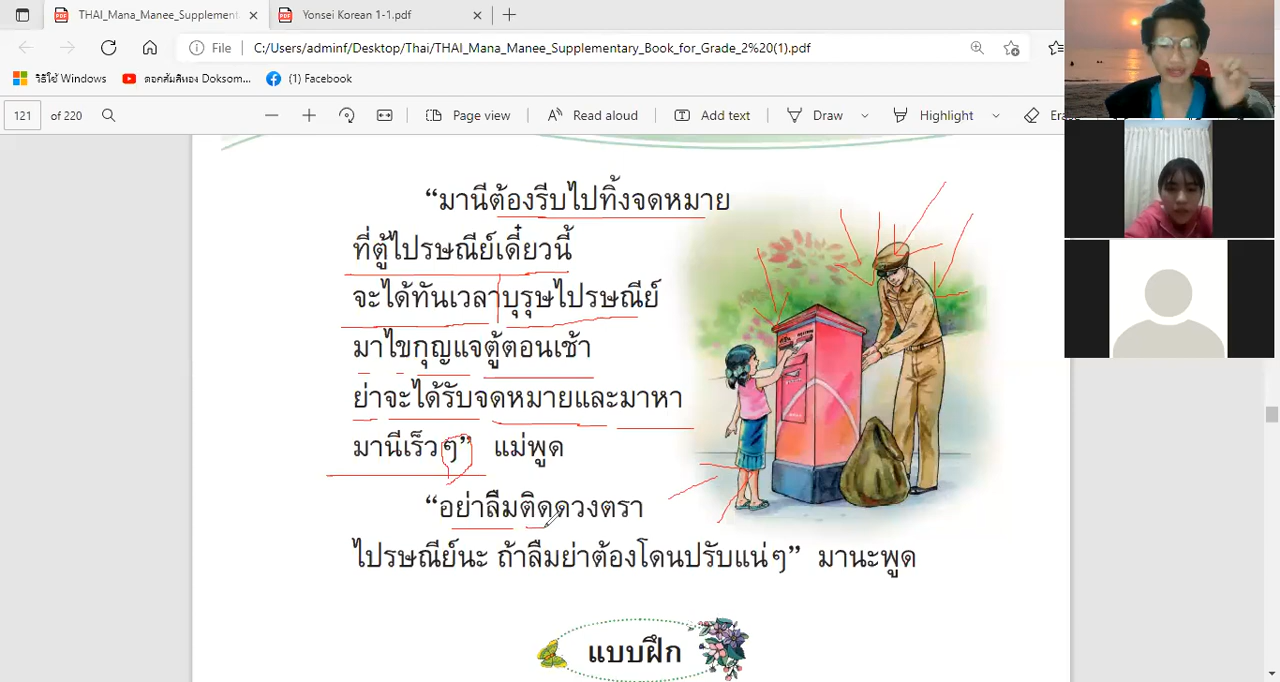 THAI_Mana_Manee_Supplementa
Yonsei Korean 1-1.pdf
File
C:/Users/adminf/Desktop/Thai/THAI_Mana_Manee_Supplementary_Book_for_Grade_2%20(1).pdf
วิธีใช้ Windows
ดอกส้มสีทอง Doksom...
(1) Facebook
121
of 220
Page view
Read aloud
Add text
Draw
Highlight
“มานีต้องรีบไปทิ้งจดหมาย
ที่ตู้ไปรษณีย์เดี๋ยวนี้
จะได้ทันเวลาบุรุษไปรษณีย์
มาไขกุญแจตู้ตอนเช้า
ย่าจะได้รับจดหมายและมาหา
มานีเร็วๆ” แม่พูด
“อย่าลืมติดดวงตรา
ไปรษณีย์นะ ถ้าลืมย่าต้องโดนปรับแน่ๆ” มานะพูด
แบบฝึก